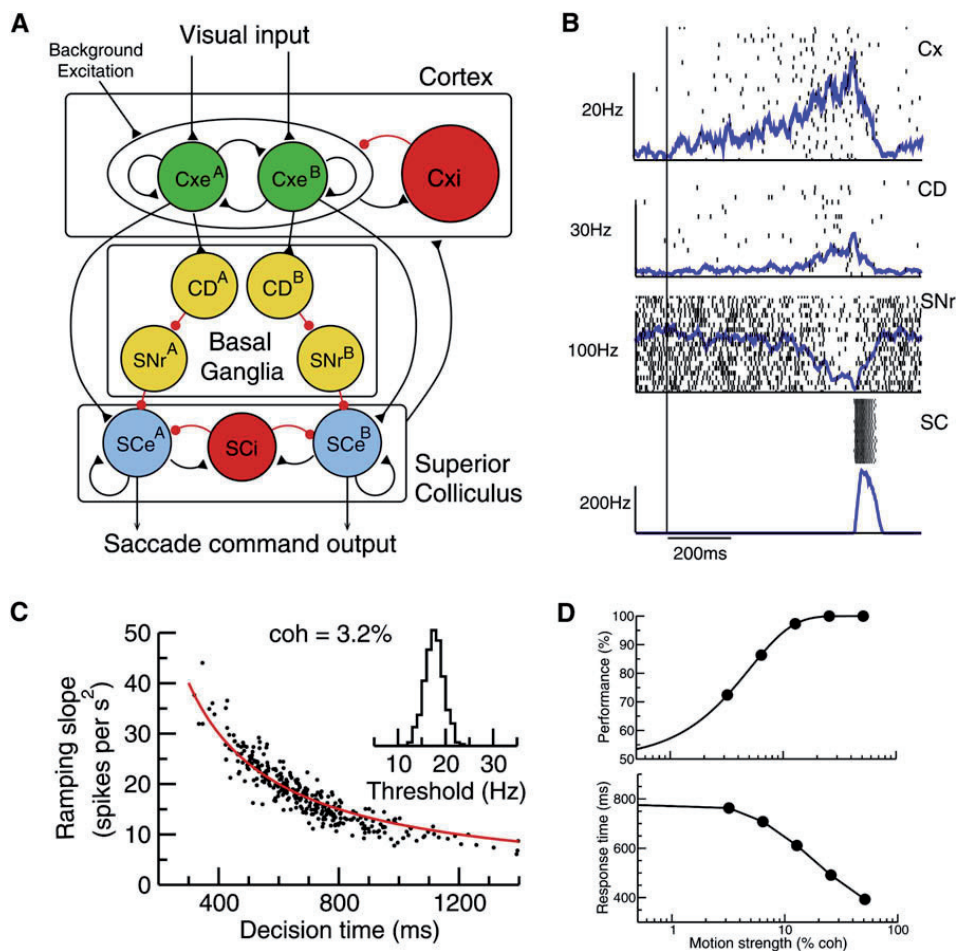 A
Visual input
Background
Excitation
Cortex
Cxe^A
Cxe^B
Cxi
CD^A
CD^B
SNr^A
Basal
Ganglia
SNr^B
SCe^A
SCi
SCe^B
Superior
Colliculus
Saccade command output
B
Cx
20Hz
CD
30Hz
SNr
100Hz
SC
200Hz
200ms
C
coh = 3.2%
50
40
30
20
10
0
Ramping slope
(spikes per s^2)
10 20 30
Threshold (Hz)
400 800 1200
Decision time (ms)
D
100
90
80
70
60
50
Performance (%)
800
600
400
Response time (ms)
1 10 100
Motion strength (% coh)